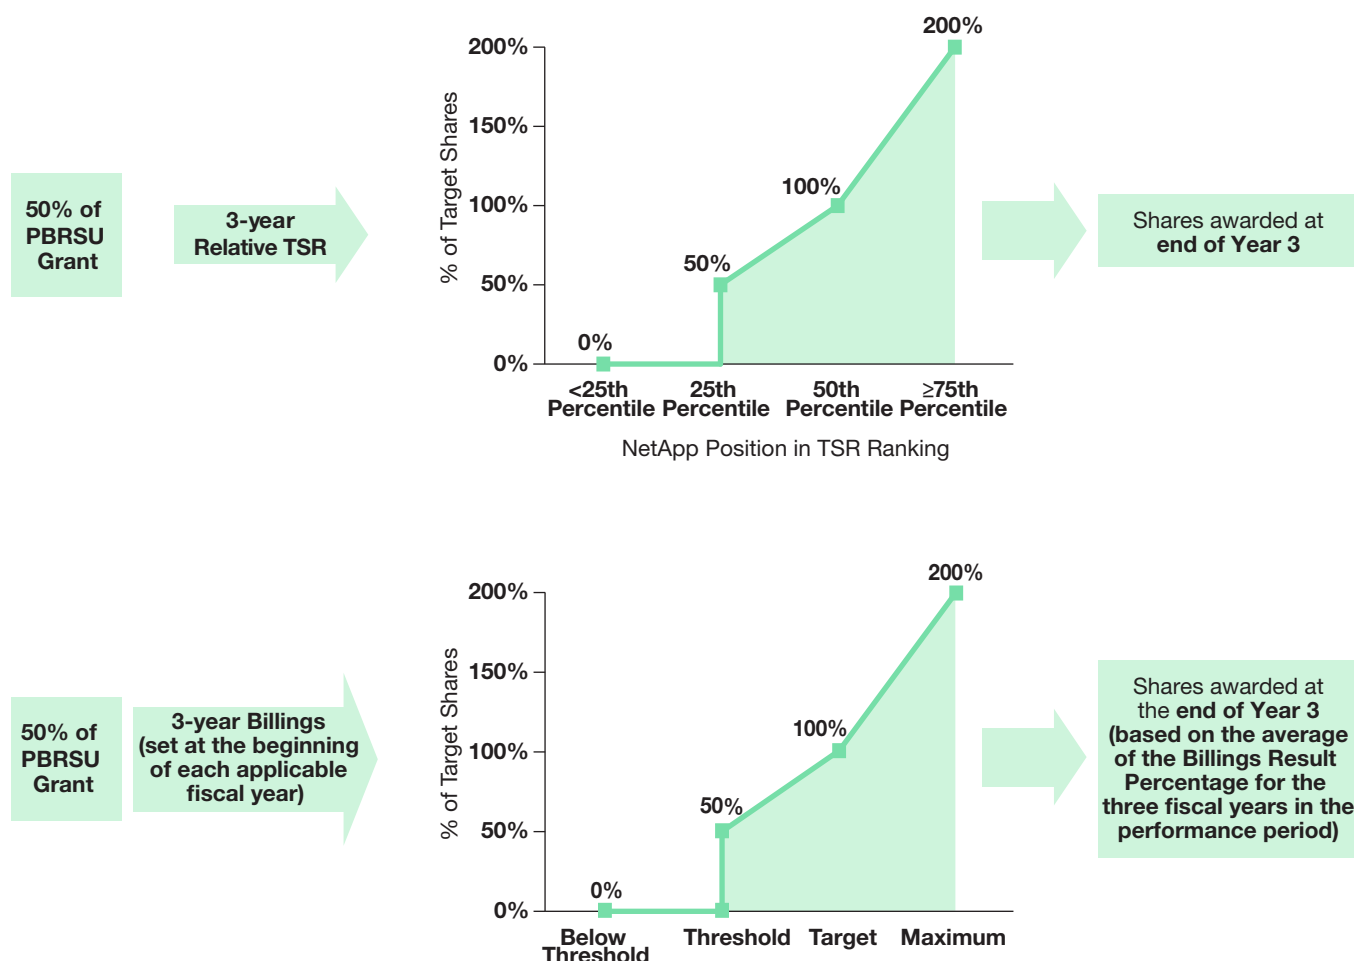 50% of
PBRSU
Grant
3-year
Relative TSR
% of Target Shares
200%
150%
100%
50%
0%
0%
50%
100%
200%
<25th
Percentile
25th
Percentile
50th
Percentile
≥75th
Percentile
NetApp Position in TSR Ranking
Shares awarded at
end of Year 3
50% of
PBRSU
Grant
3-year Billings
(set at the beginning
of each applicable
fiscal year)
% of Target Shares
200%
150%
100%
50%
0%
0%
50%
100%
200%
Below
Threshold
Threshold
Target
Maximum
Shares awarded at
the end of Year 3
(based on the average
of the Billings Result
Percentage for the
three fiscal years in the
performance period)